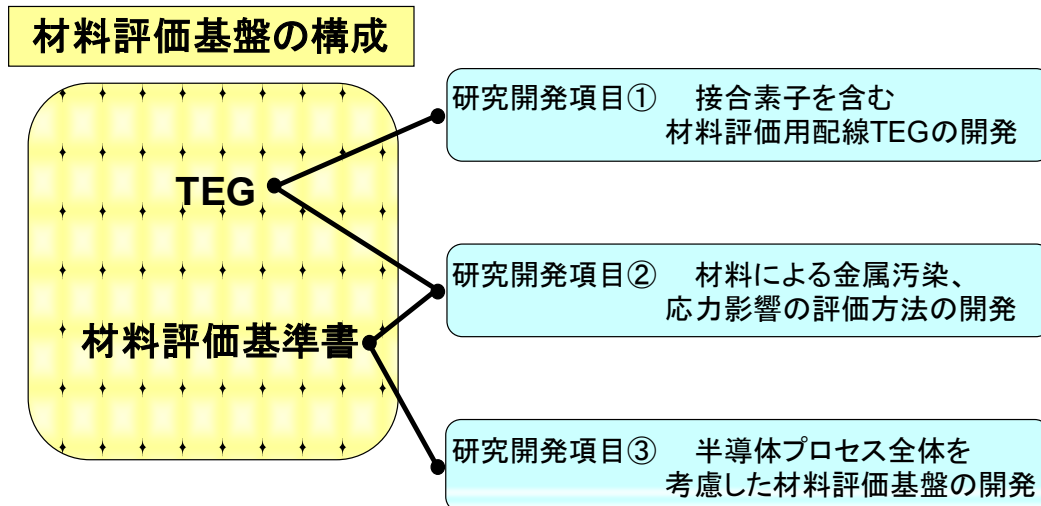 材料評価基盤の構成
TEG
材料評価基準書
研究開発項目① 接合素子を含む
材料評価用配線TEGの開発
研究開発項目② 材料による金属汚染、
応力影響の評価方法の開発
研究開発項目③ 半導体プロセス全体を
考慮した材料評価基盤の開発